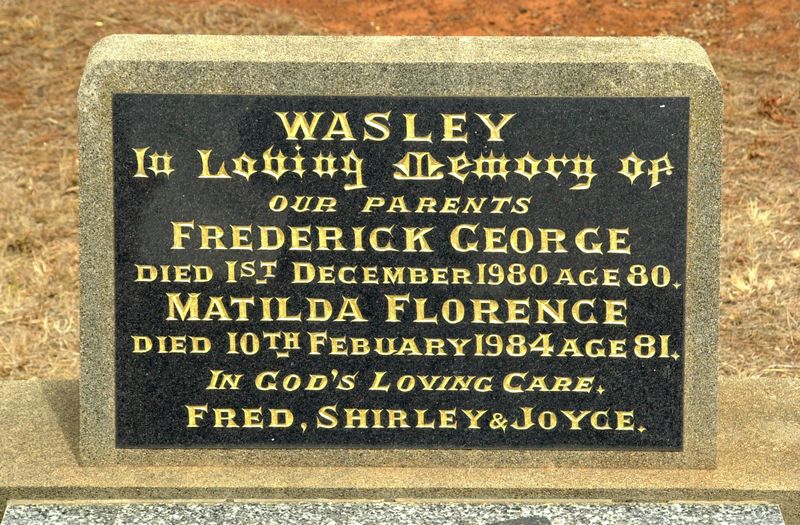 WASLEY
In Loving Memory of
OUR PARENTS
FREDERICK GEORGE
DIED 1ST DECEMBER 1980 AGE 80.
MATILDA FLORENCE
DIED 10TH FEBUARY 1984 AGE 81.
IN GOD'S LOVING CARE.
FRED, SHIRLEY & JOYCE.